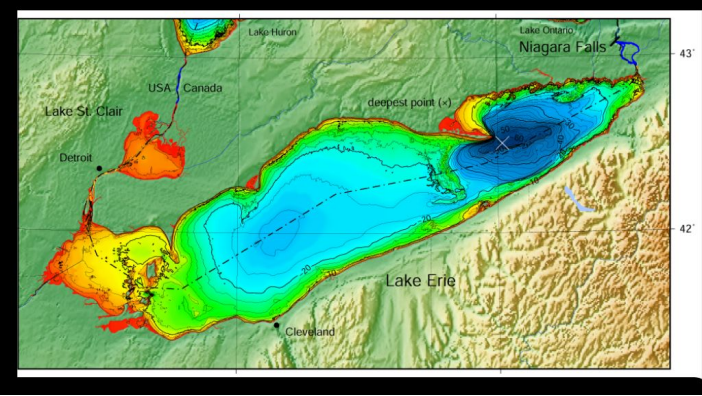 Lake Huron
Lake Ontario
Niagara Falls
43°
USA Canada
deepest point (×)
Lake St. Clair
Detroit
42°
Lake Erie
Cleveland
10
20
20